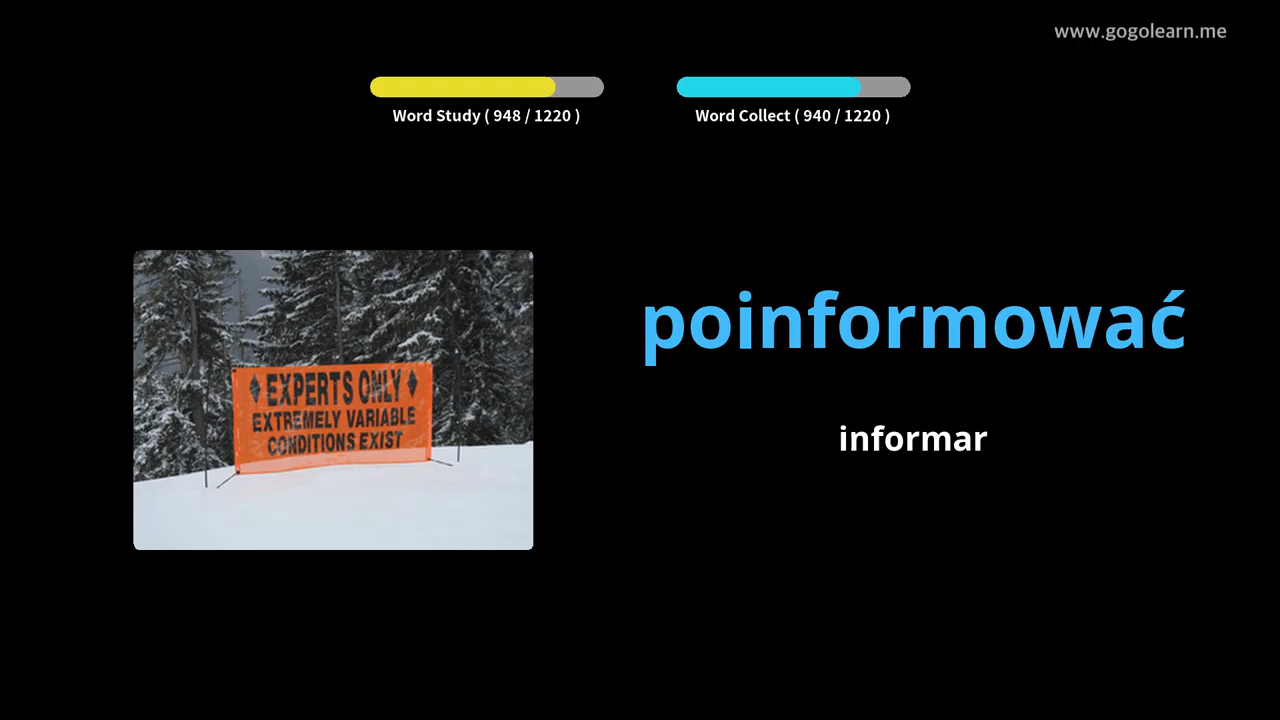 www.gogolearn.me
Word Study ( 948 / 1220 )
Word Collect ( 940 / 1220 )
EXPERTS ONLY
EXTREMELY VARIABLE
CONDITIONS EXIST
poinformować
informar